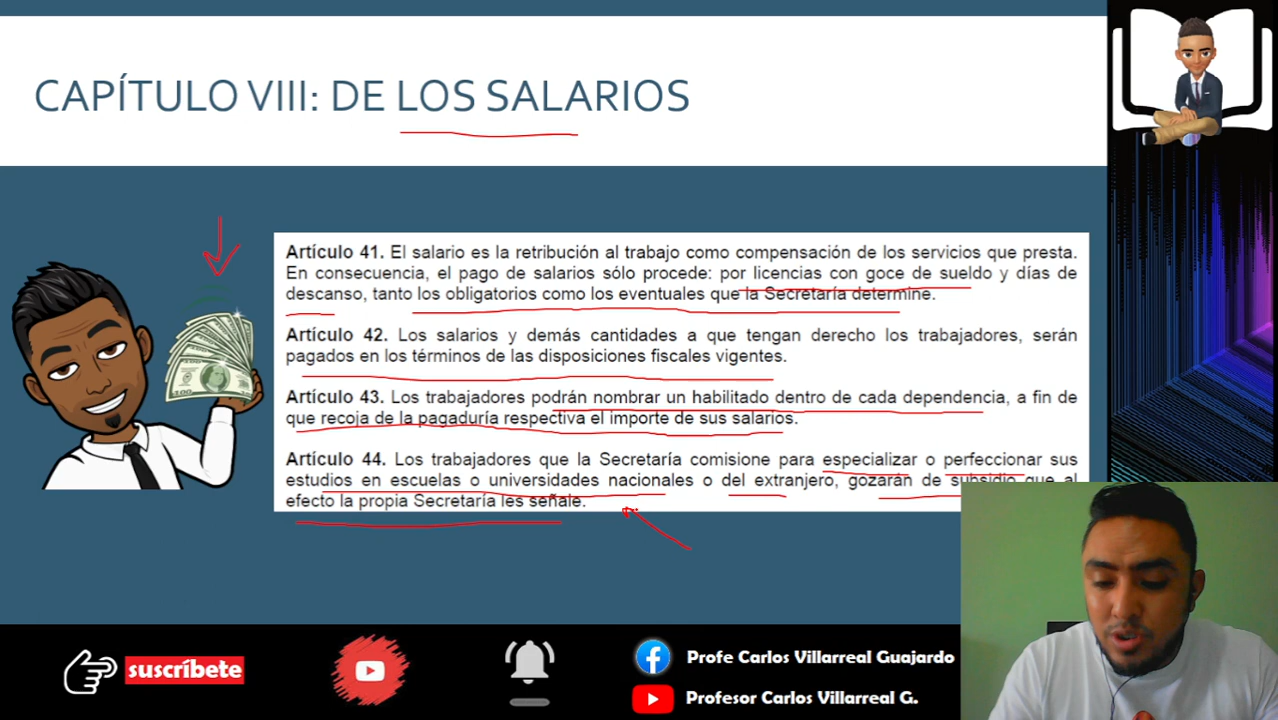 CAPÍTULO VIII: DE LOS SALARIOS
Artículo 41. El salario es la retribución al trabajo como compensación de los servicios que presta.
En consecuencia, el pago de salarios sólo procede: por licencias con goce de sueldo y días de
descanso, tanto los obligatorios como los eventuales que la Secretaría determine.
Artículo 42. Los salarios y demás cantidades a que tengan derecho los trabajadores, serán
pagados en los términos de las disposiciones fiscales vigentes.
Artículo 43. Los trabajadores podrán nombrar un habilitado dentro de cada dependencia, a fin de
que recoja de la pagaduría respectiva el importe de sus salarios.
Artículo 44. Los trabajadores que la Secretaría comisione para especializar o perfeccionar sus
estudios en escuelas o universidades nacionales o del extranjero, gozarán de subsidio que al
efecto la propia Secretaría les señale.
suscríbete
Profe Carlos Villarreal Guajardo
Profesor Carlos Villarreal G.